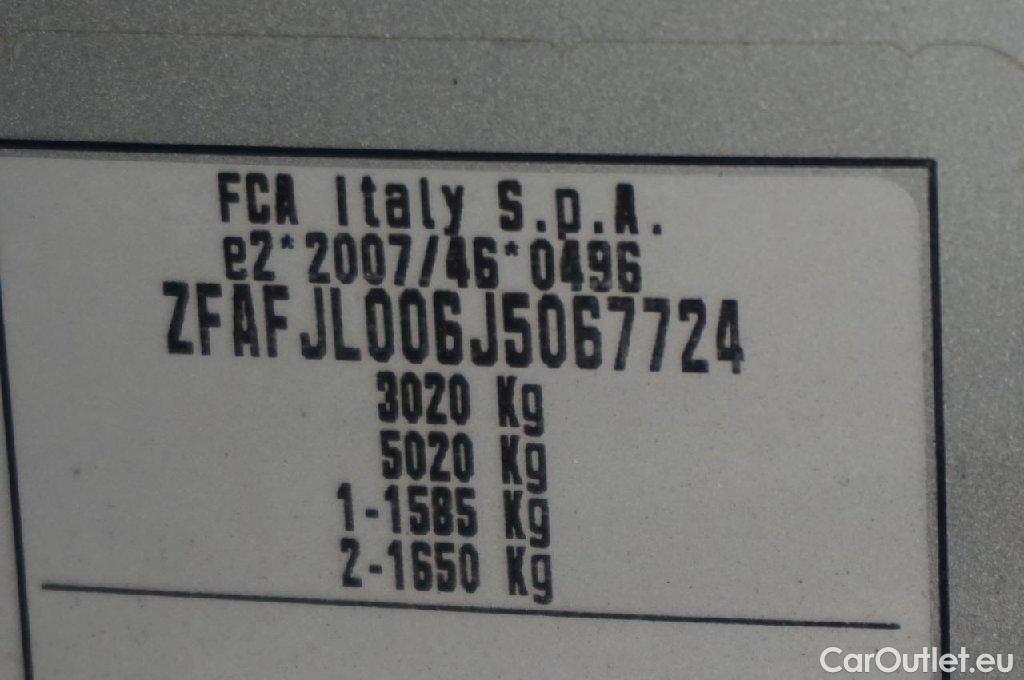 FCA Italy S.p.A.
e2*2007/46*0496
ZFAFJL006J5067724
3020 Kg
5020 Kg
1-1585 Kg
2-1650 Kg
CarOutlet.eu